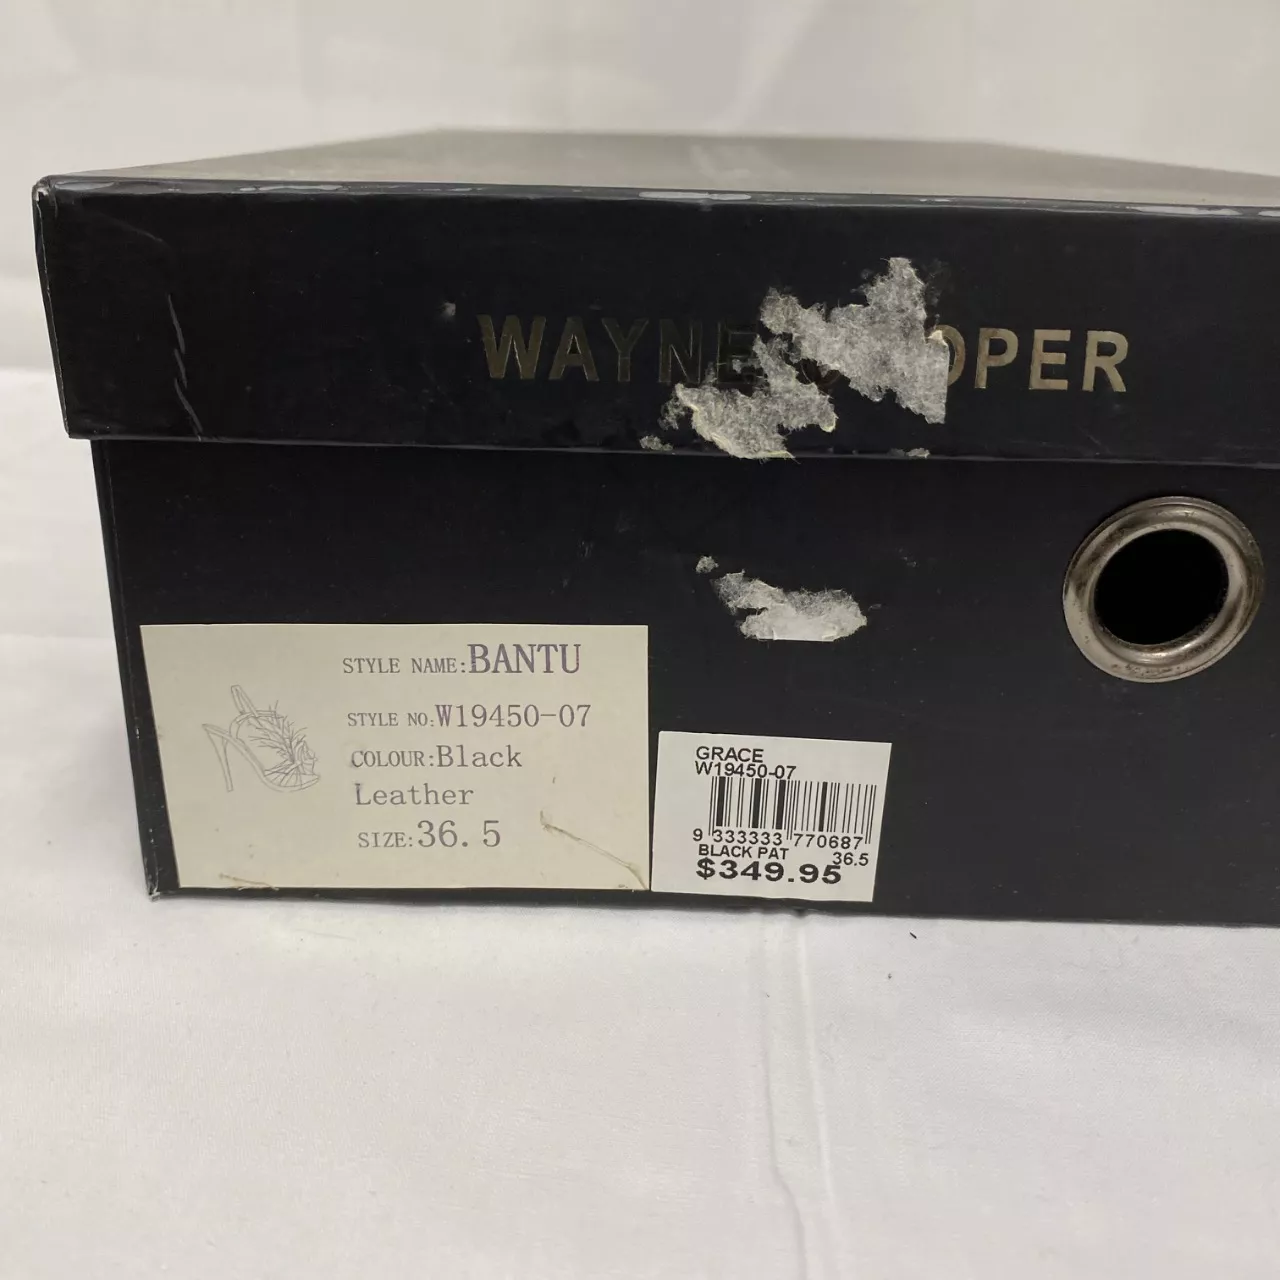 WAYNE OPER
STYLE NAME:BANTU
STYLE NO:W19450-07
COLOUR:Black
Leather
SIZE:36.5
GRACE
W19450-07
9 333333 770687
BLACK PAT 36.5
$349.95